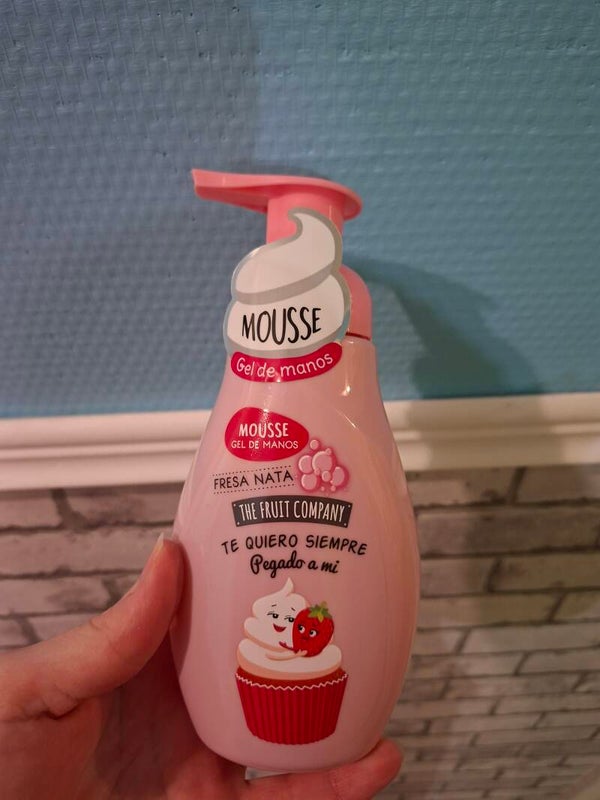 MOUSSE
Gel de manos
MOUSSE
GEL DE MANOS
FRESA NATA
THE FRUIT COMPANY
TE QUIERO SIEMPRE
Pegado a mi